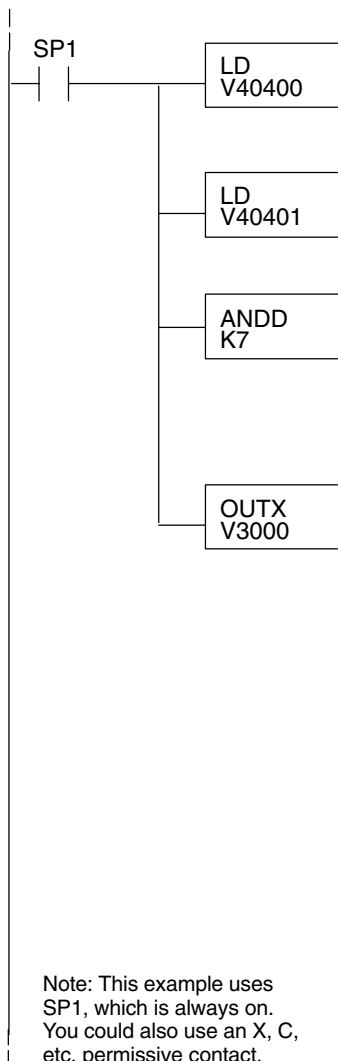 SP1
LD
V40400
LD
V40401
ANDD
K7
OUTX
V3000
Note: This example uses
SP1, which is always on.
You could also use an X, C,
etc. permissive contact.